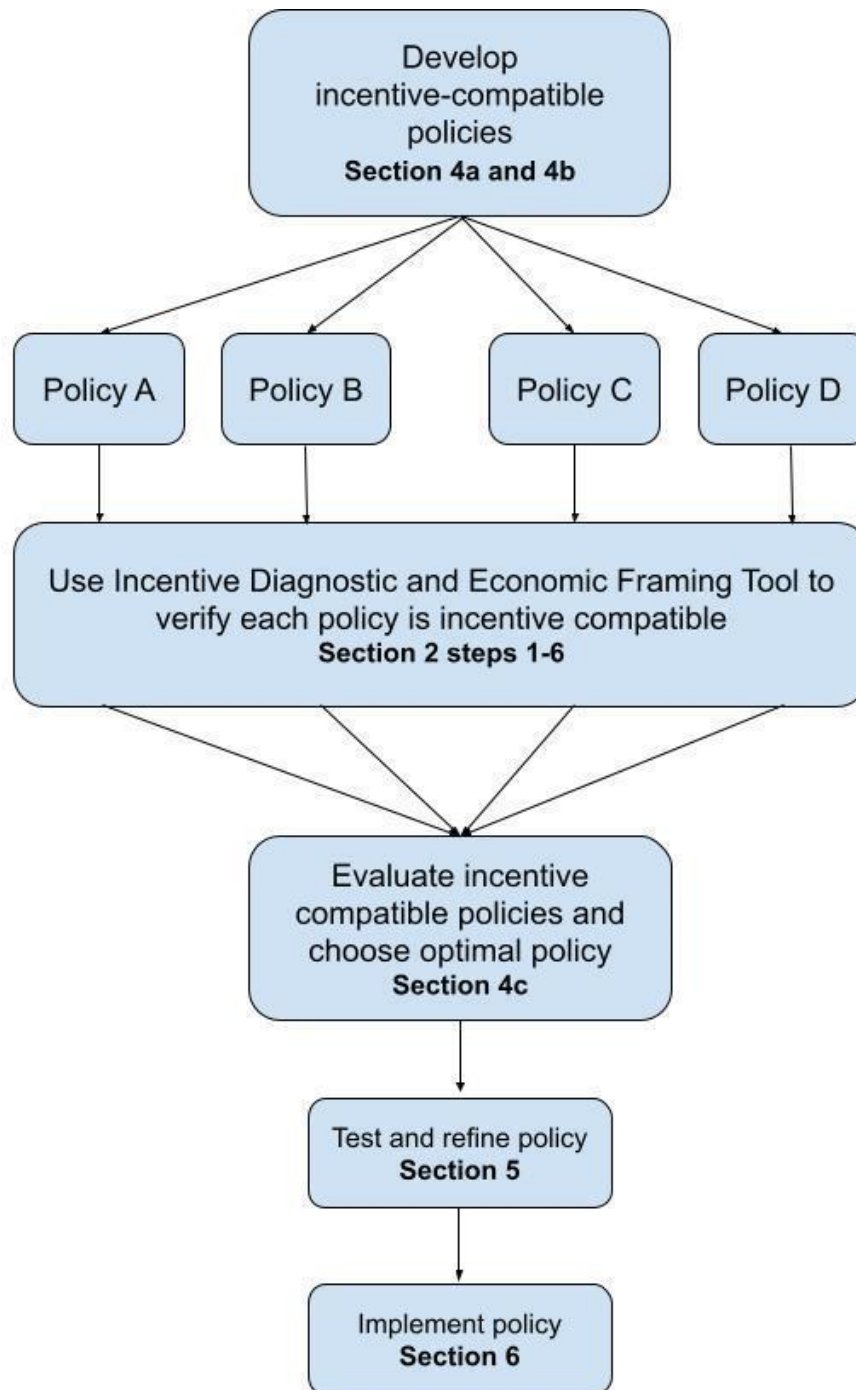 Develop
incentive-compatible
policies
Section 4a and 4b
Policy A
Policy B
Policy C
Policy D
Use Incentive Diagnostic and Economic Framing Tool to
verify each policy is incentive compatible
Section 2 steps 1-6
Evaluate incentive
compatible policies and
choose optimal policy
Section 4c
Test and refine policy
Section 5
Implement policy
Section 6